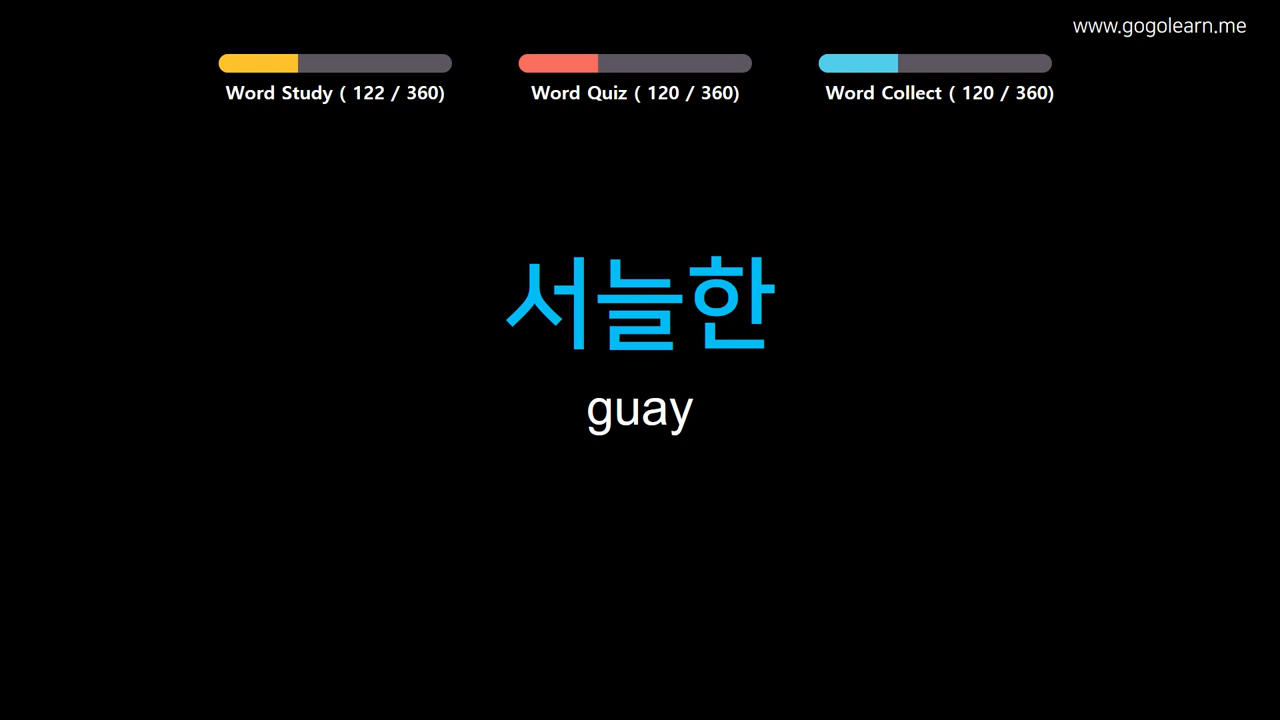 www.gogolearn.me
Word Study ( 122 / 360)
Word Quiz ( 120 / 360)
Word Collect ( 120 / 360)
서늘한
guay